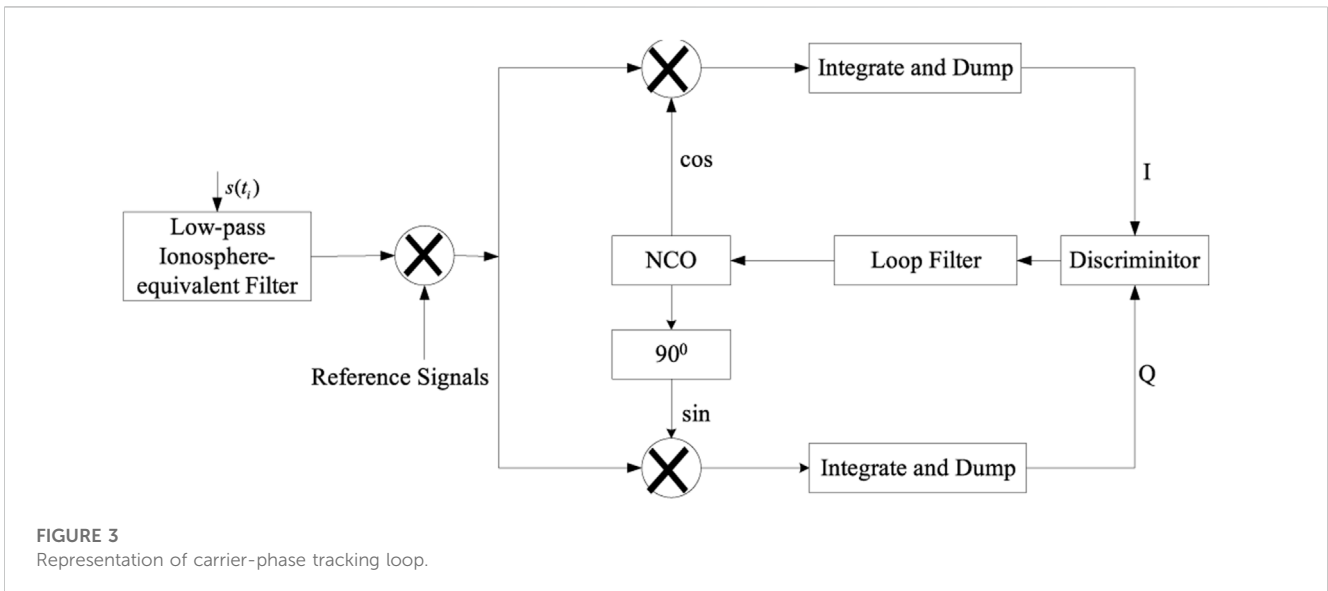 Integrate and Dump
cos
I
s(tᵢ)
Low-pass
Ionosphere-
equivalent Filter
NCO
Loop Filter
Discriminitor
90⁰
Reference Signals
Q
sin
Integrate and Dump
FIGURE 3
Representation of carrier-phase tracking loop.